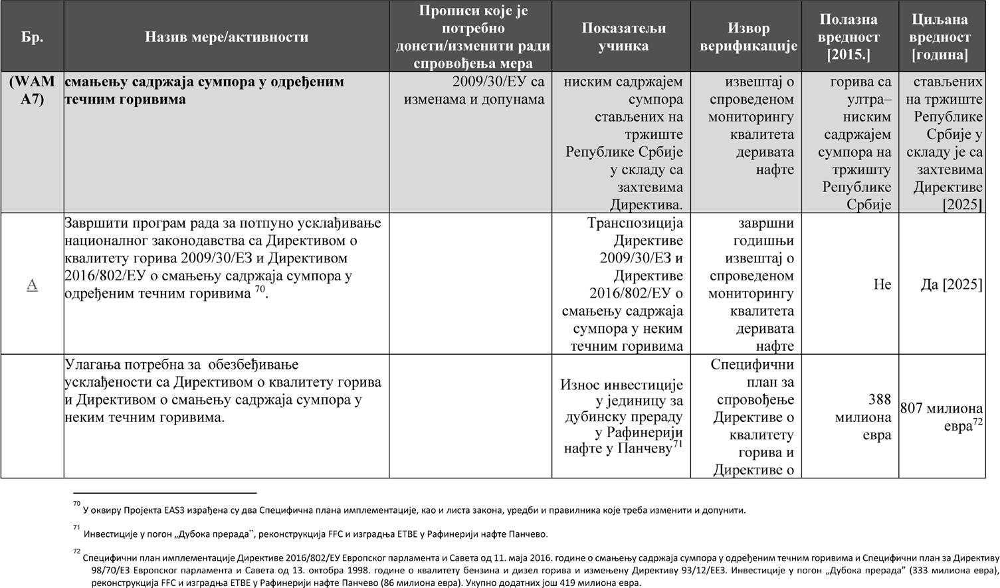 Бр.
Назив мере/активности
Прописи које је
потребно
донети/изменити ради
спровођења мера
Показатељи
учинка
Извор
верификације
Полазна
вредност
[2015.]
Циљана
вредност
[година]
(WAM
A7)
смањењу садржаја сумпора у одређеним
течним горивима
2009/30/ЕУ са
изменама и допунама
ниским садржајем
сумпора
стављених на
тржиште
Републике Србије
у складу са
захтевима
Директива.
извештај о
спроведеном
мониторингу
квалитета
деривата
нафте
горива са
ултра–
ниским
садржајем
сумпора на
тржишту
Републике
Србије
стављених
на тржиште
Републике
Србије у
складу је са
захтевима
Директиве
[2025]
А
Завршити програм рада за потпуно усклађивање
националног законодавства са Директивом о
квалитету горива 2009/30/ЕЗ и Директивом
2016/802/ЕУ о смањењу садржаја сумпора у
одређеним течним горивима 70.
Транспозиција
Директиве
2009/30/ЕЗ и
Директиве
2016/802/ЕУ о
смањењу садржаја
сумпора у неким
течним горивима
завршни
годишњи
извештај о
спроведеном
мониторингу
квалитета
деривата
нафте
Не
Да [2025]
Улагања потребна за  обезбеђивање
усклађености са Директивом о квалитету горива
и Директивом о смањењу садржаја сумпора у
неким течним горивима.
Износ инвестиције
у јединицу за
дубинску прераду
у Рафинерији
нафте у Панчеву71
Специфични
план за
спровођење
Директиве о
квалитету
горива и
Директиве о
388
милиона
евра
807 милиона
евра72
70 У оквиру Пројекта EAS3 израђена су два Специфична плана имплементације, као и листа закона, уредби и правилника које треба изменити и допунити.
71 Инвестиције у погон „Дубока прерада”, реконструкција FFC и изградња ETBE у Рафинерији нафте Панчево.
72 Специфични план имплементације Директиве 2016/802/ЕУ Европског парламента и Савета од 11. маја 2016. године о смањењу садржаја сумпора у одређеним течним горивима и Специфични план за Директиву
98/70/ЕЗ Европског парламента и Савета од 13. октобра 1998. године о квалитету бензина и дизел горива и измењену Директиву 93/12/ЕЕЗ. Инвестиције у погон „Дубока прерада” (333 милиона евра),
реконструкција FFC и изградња ETBE у Рафинерији нафте Панчево (86 милиона евра). Укупно додатних још 419 милиона евра.